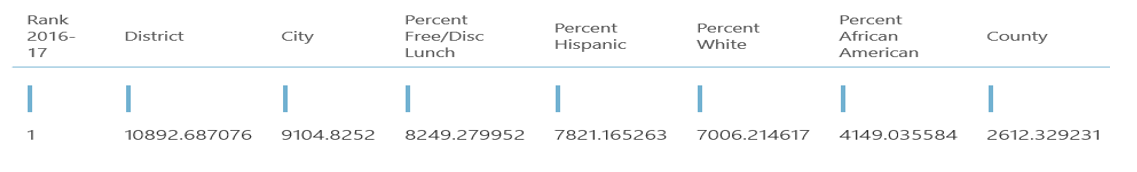 Rank 2016-17 District City Percent Free/Disc Lunch Percent Hispanic Percent White Percent African American County
1 10892.687076 9104.8252 8249.279952 7821.165263 7006.214617 4149.035584 2612.329231